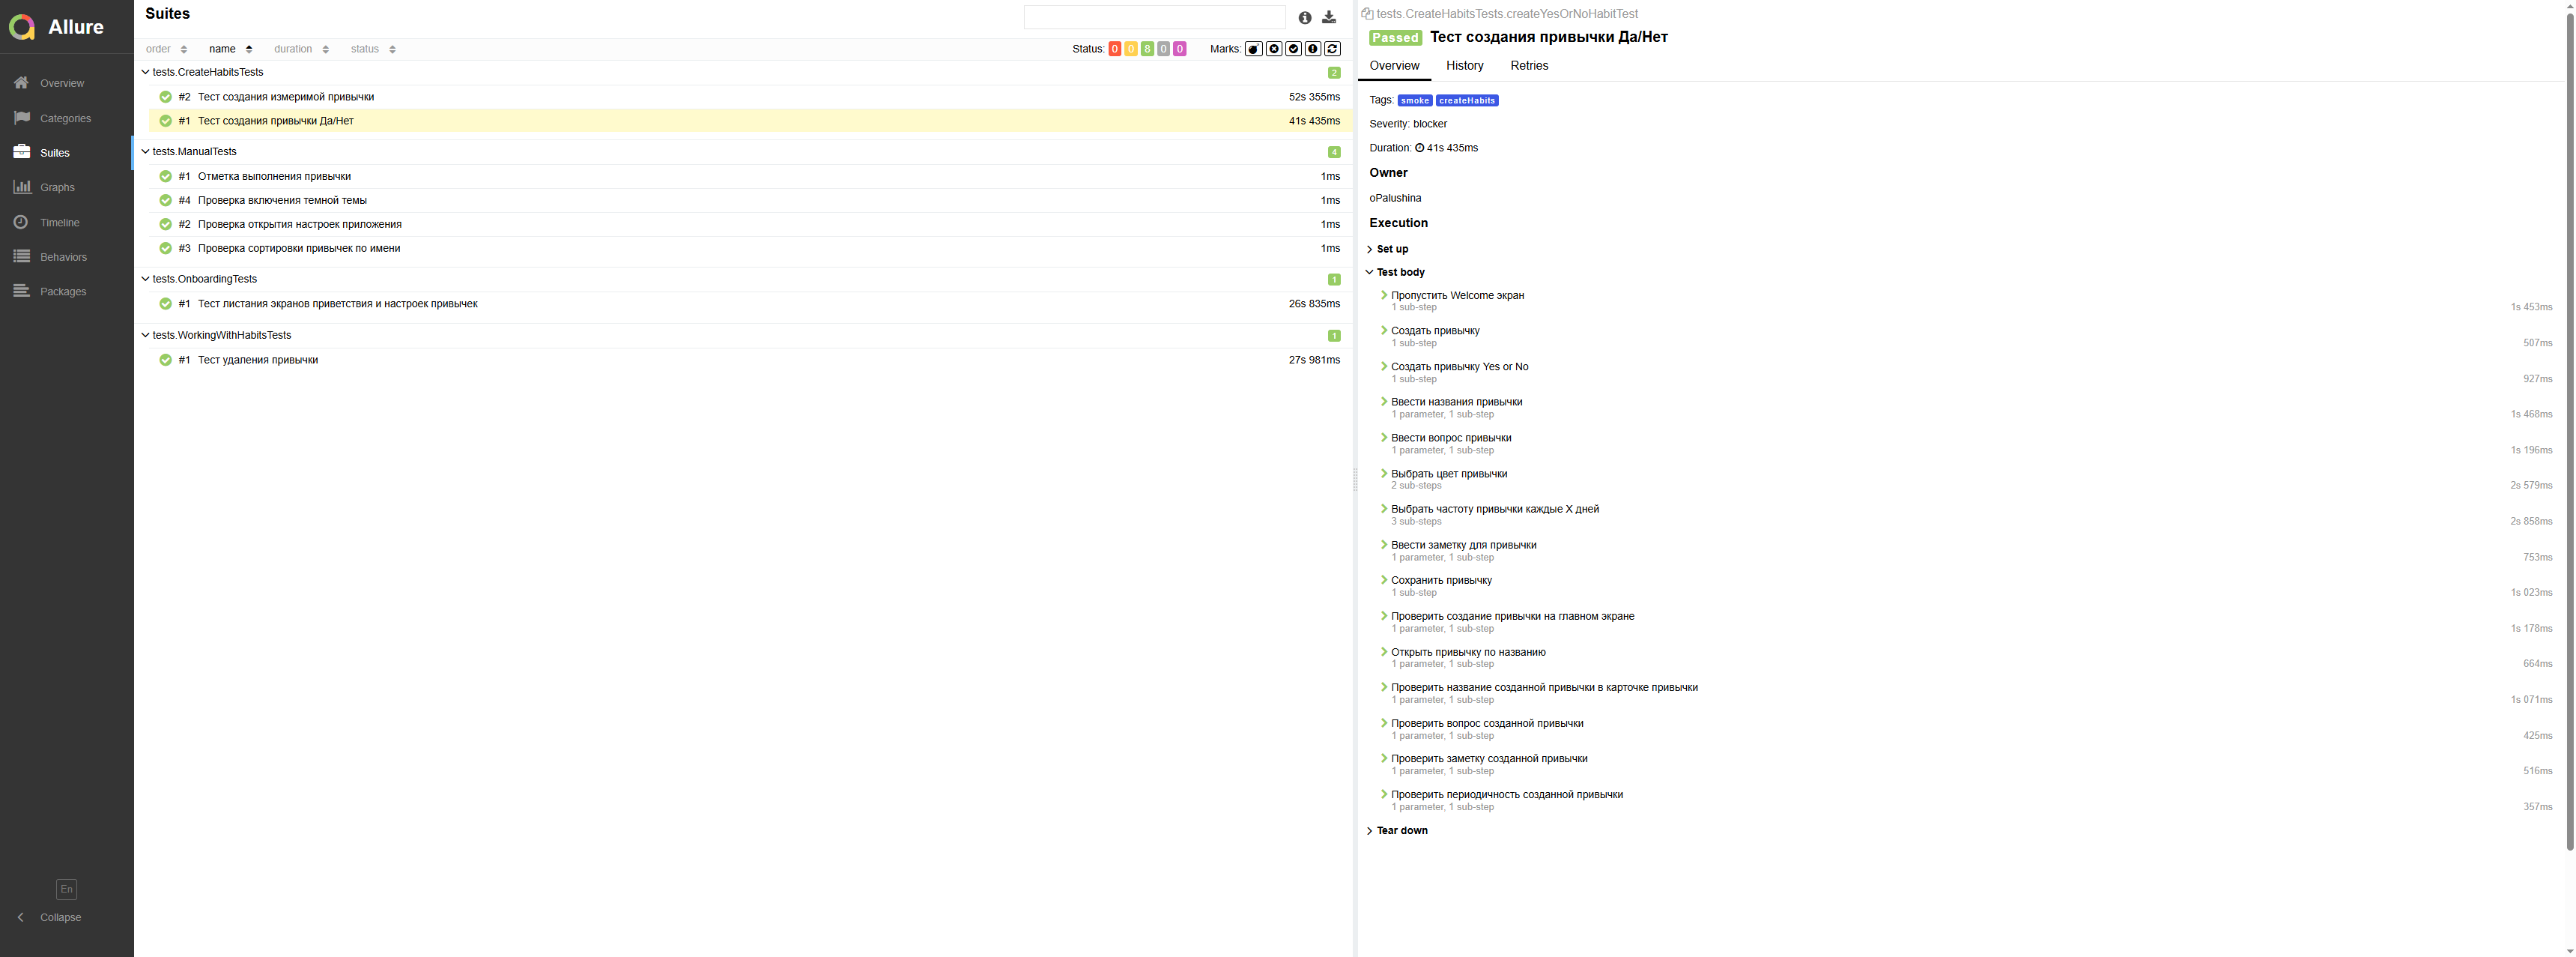 Allure
Overview
Categories
Suites
Graphs
Timeline
Behaviors
Packages
En
Collapse
Suites
order name duration status
Status: 0 0 8 0 0 Marks:
tests.CreateHabitsTests 2
#2 Тест создания измеримой привычки 52s 355ms
#1 Тест создания привычки Да/Нет 41s 435ms
tests.ManualTests 4
#1 Отметка выполнения привычки 1ms
#4 Проверка включения темной темы 1ms
#2 Проверка открытия настроек приложения 1ms
#3 Проверка сортировки привычек по имени 1ms
tests.OnboardingTests 1
#1 Тест листания экранов приветствия и настроек привычек 26s 835ms
tests.WorkingWithHabitsTests 1
#1 Тест удаления привычки 27s 981ms
tests.CreateHabitsTests.createYesOrNoHabitTest
Passed Тест создания привычки Да/Нет
Overview History Retries
Tags: smoke createHabits
Severity: blocker
Duration: 41s 435ms
Owner
oPalushina
Execution
Set up
Test body
Пропустить Welcome экран
1 sub-step 1s 453ms
Создать привычку
1 sub-step 507ms
Создать привычку Yes or No
1 sub-step 927ms
Ввести названия привычки
1 parameter, 1 sub-step 1s 468ms
Ввести вопрос привычки
1 parameter, 1 sub-step 1s 196ms
Выбрать цвет привычки
2 sub-steps 2s 579ms
Выбрать частоту привычки каждые X дней
3 sub-steps 2s 858ms
Ввести заметку для привычки
1 parameter, 1 sub-step 753ms
Сохранить привычку
1 sub-step 1s 023ms
Проверить создание привычки на главном экране
1 parameter, 1 sub-step 1s 178ms
Открыть привычку по названию
1 parameter, 1 sub-step 664ms
Проверить название созданной привычки в карточке привычки
1 parameter, 1 sub-step 1s 071ms
Проверить вопрос созданной привычки
1 parameter, 1 sub-step 425ms
Проверить заметку созданной привычки
1 parameter, 1 sub-step 516ms
Проверить периодичность созданной привычки
1 parameter, 1 sub-step 357ms
Tear down